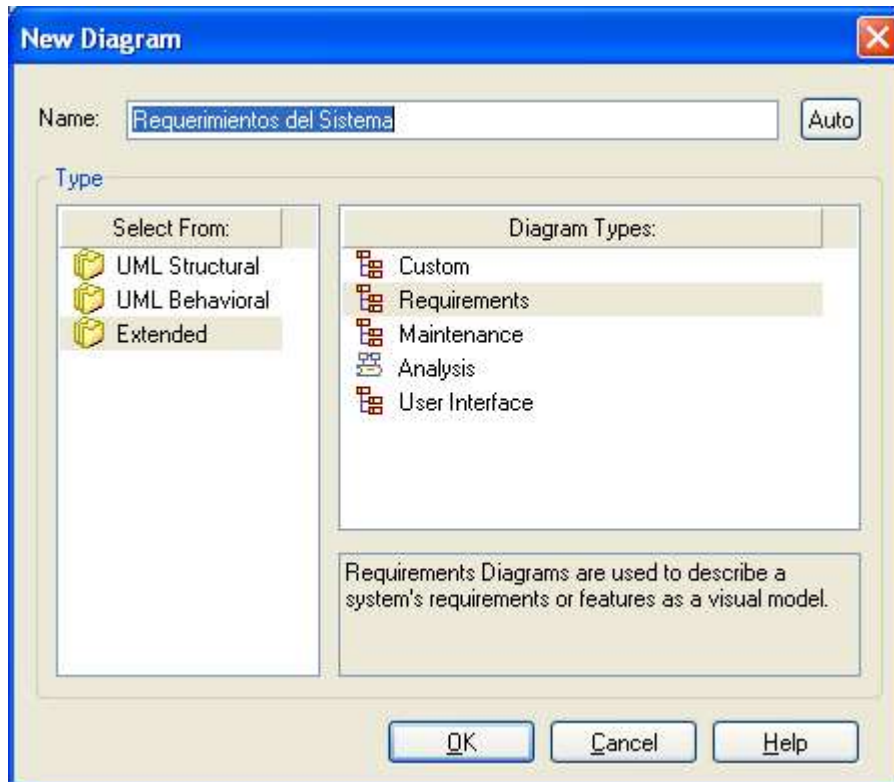 New Diagram
Name: Requerimientos del Sistema Auto
Type
Select From:
UML Structural
UML Behavioral
Extended
Diagram Types:
Custom
Requirements
Maintenance
Analysis
User Interface
Requirements Diagrams are used to describe a
system's requirements or features as a visual model.
OK Cancel Help